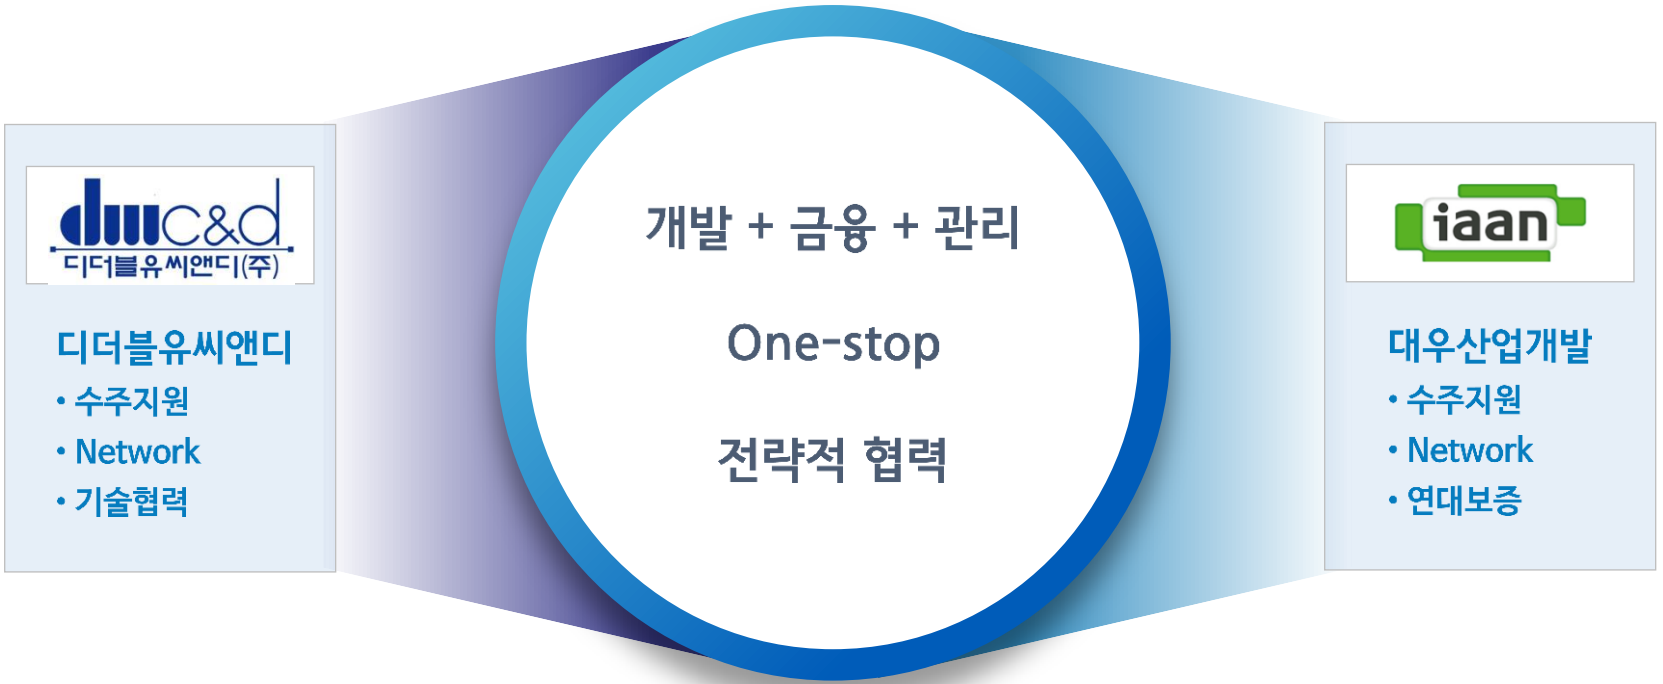 dwc&d
디더블유씨앤디(주)
디더블유씨앤디
• 수주지원
• Network
• 기술협력
개발 + 금융 + 관리
One-stop
전략적 협력
iaan
대우산업개발
• 수주지원
• Network
• 연대보증